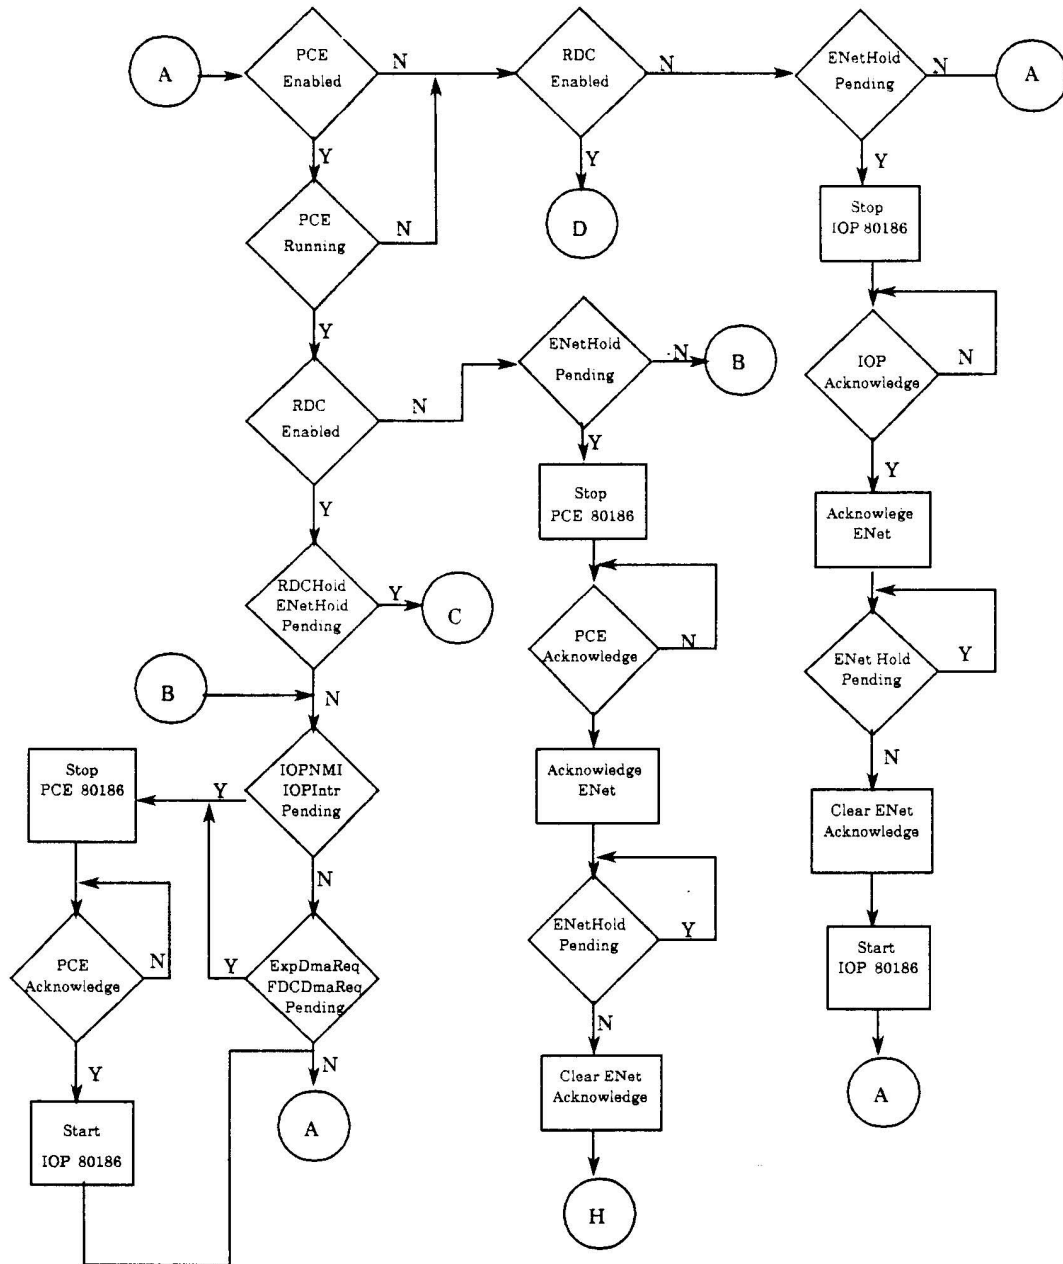 A
PCE
Enabled
N
RDC
Enabled
N
ENetHold
Pending
N
A
Y
Y
Y
PCE
Running
N
D
Stop
IOP 80186
Y
ENetHold
Pending
N
B
IOP
Acknowledge
N
RDC
Enabled
N
Y
Y
Y
Stop
PCE 80186
Acknowlege
ENet
RDCHold
ENetHold
Pending
Y
C
PCE
Acknowledge
N
ENet Hold
Pending
Y
B
N
Y
N
Stop
PCE 80186
Y
IOPNMI
IOPIntr
Pending
Acknowledge
ENet
Clear ENet
Acknowledge
N
ENetHold
Pending
Y
Start
IOP 80186
PCE
Acknowledge
N
Y
ExpDmaReq
FDCDmaReq
Pending
N
Y
N
Clear ENet
Acknowledge
A
Start
IOP 80186
A
H